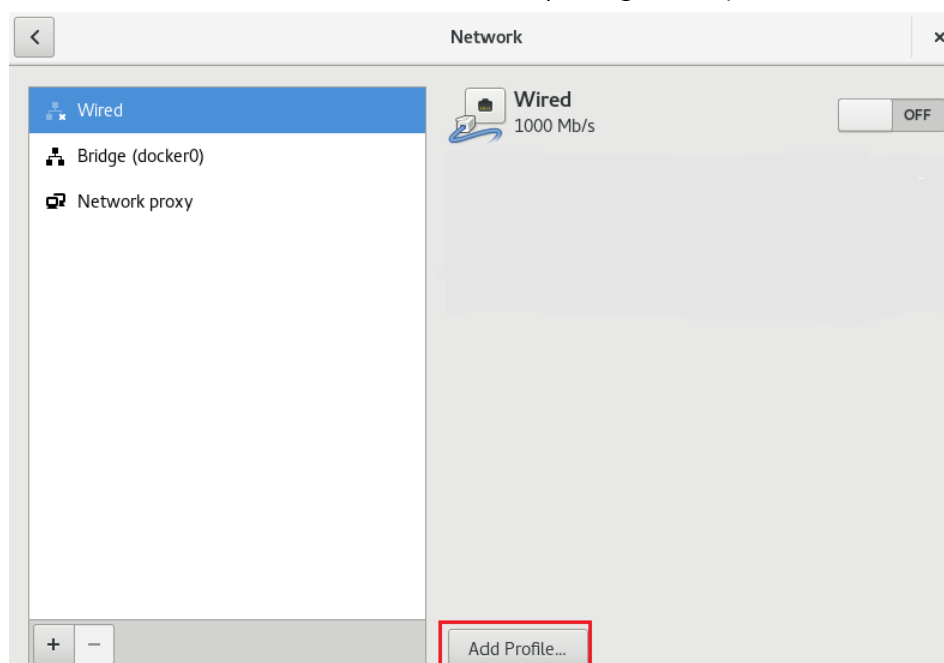 Network
Wired
Bridge (docker0)
Network proxy
Wired
1000 Mb/s
OFF
Add Profile...